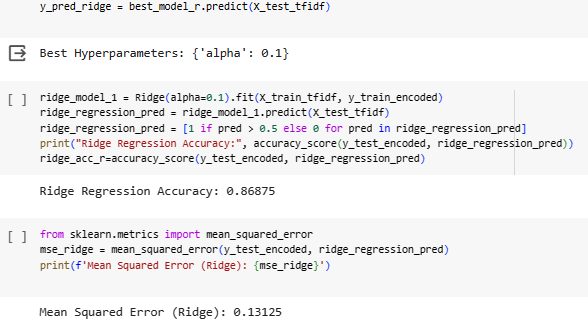 y_pred_ridge = best_model_r.predict(X_test_tfidf)
Best Hyperparameters: {'alpha': 0.1}
[ ] ridge_model_1 = Ridge(alpha=0.1).fit(X_train_tfidf, y_train_encoded)
ridge_regression_pred = ridge_model_1.predict(X_test_tfidf)
ridge_regression_pred = [1 if pred > 0.5 else 0 for pred in ridge_regression_pred]
print("Ridge Regression Accuracy:", accuracy_score(y_test_encoded, ridge_regression_pred))
ridge_acc_r=accuracy_score(y_test_encoded, ridge_regression_pred)
Ridge Regression Accuracy: 0.86875
[ ] from sklearn.metrics import mean_squared_error
mse_ridge = mean_squared_error(y_test_encoded, ridge_regression_pred)
print(f'Mean Squared Error (Ridge): {mse_ridge}')
Mean Squared Error (Ridge): 0.13125